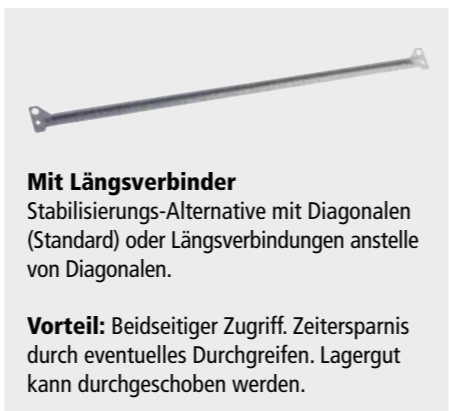 Mit Längsverbinder
Stabilisierungs-Alternative mit Diagonalen
(Standard) oder Längsverbindungen anstelle
von Diagonalen.
Vorteil: Beidseitiger Zugriff. Zeitersparnis
durch eventuelles Durchgreifen. Lagergut
kann durchgeschoben werden.